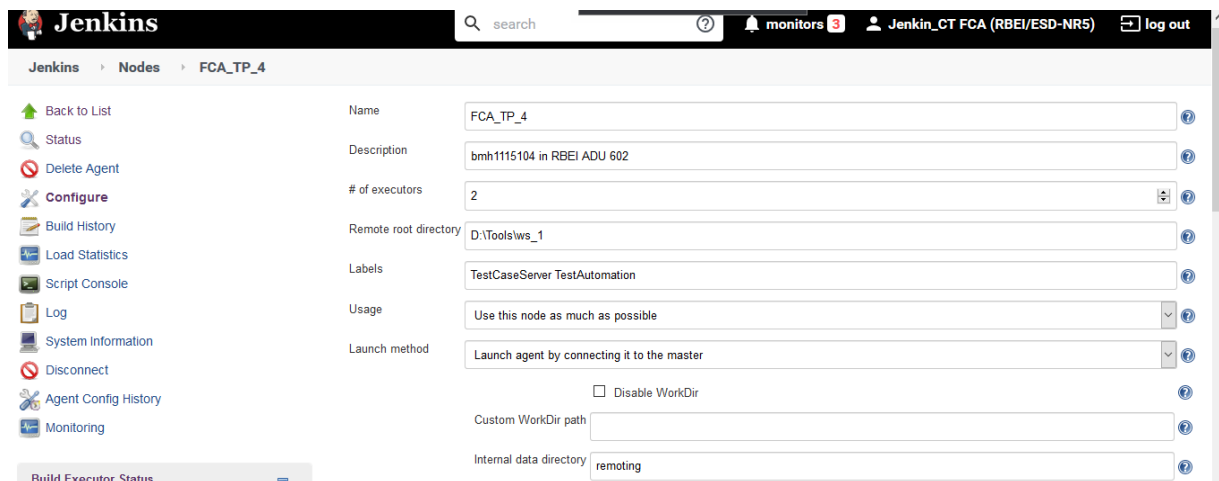 Jenkins
search
monitors 3
Jenkin_CT FCA (RBEI/ESD-NR5)
log out
Jenkins Nodes FCA_TP_4
Back to List
Status
Delete Agent
Configure
Build History
Load Statistics
Script Console
Log
System Information
Disconnect
Agent Config History
Monitoring
Build Executor Status
Name FCA_TP_4
Description bmh1115104 in RBEI ADU 602
# of executors 2
Remote root directory D:\Tools\ws_1
Labels TestCaseServer TestAutomation
Usage Use this node as much as possible
Launch method Launch agent by connecting it to the master
Disable WorkDir
Custom WorkDir path
Internal data directory remoting